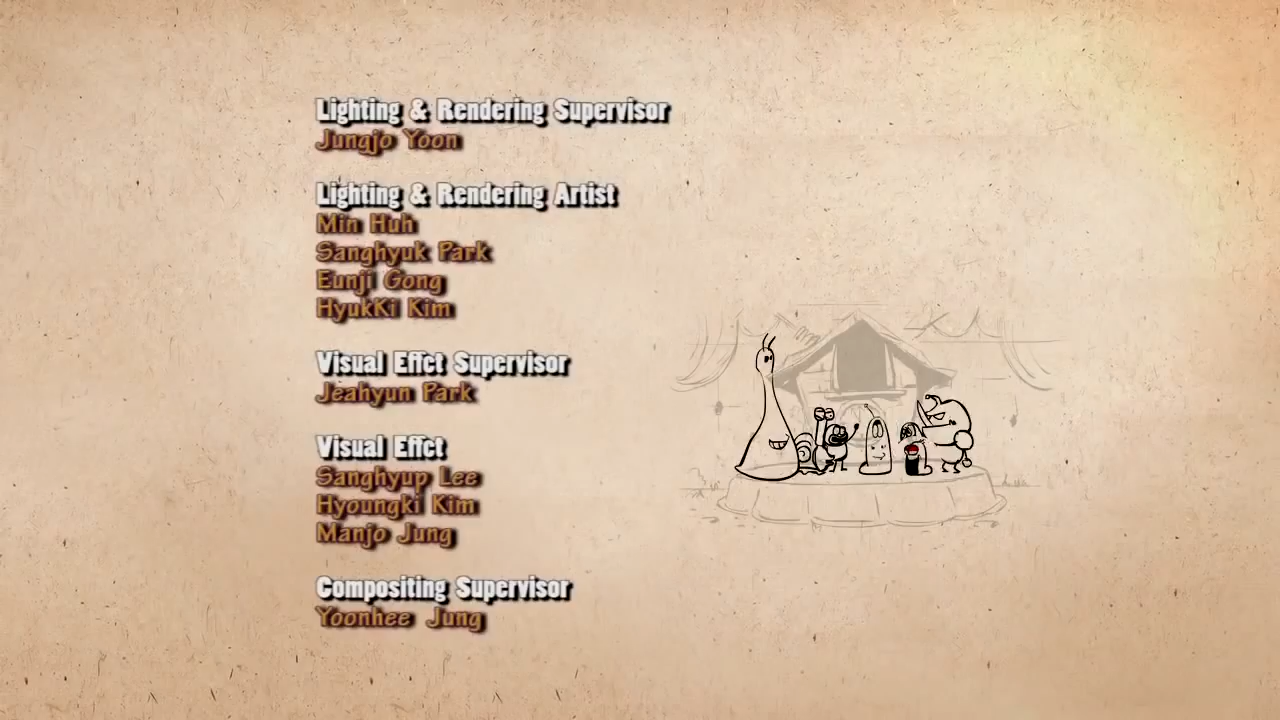 Lighting & Rendering Supervisor
Jungjo Yoon
Lighting & Rendering Artist
Min Huh
Sanghyuk Park
Eunji Gong
HyukKi Kim
Visual Effct Supervisor
Jeahyun Park
Visual Effct
Sanghyup Lee
Hyoungki Kim
Manjo Jung
Compositing Supervisor
Yoonhee Jung